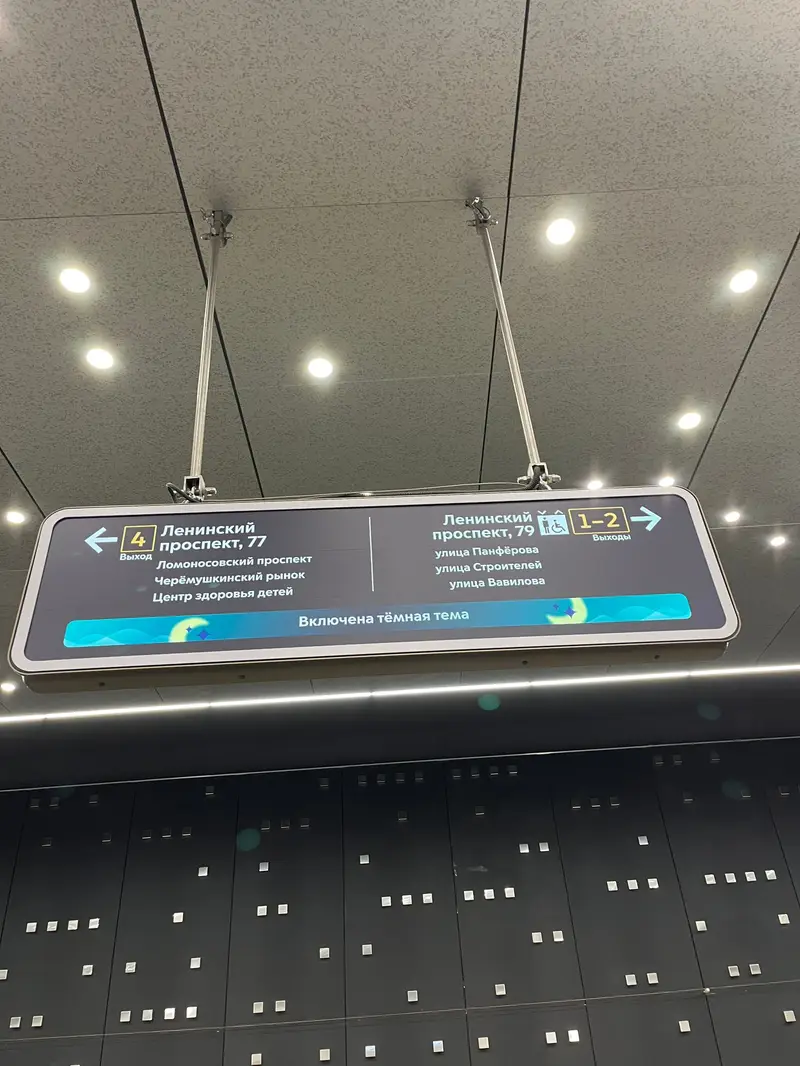 4
Выход
Ленинский
проспект, 77
Ломоносовский проспект
Черёмушкинский рынок
Центр здоровья детей
Ленинский
проспект, 79
1–2
Выходы
улица Панфёрова
улица Строителей
улица Вавилова
Включена тёмная тема